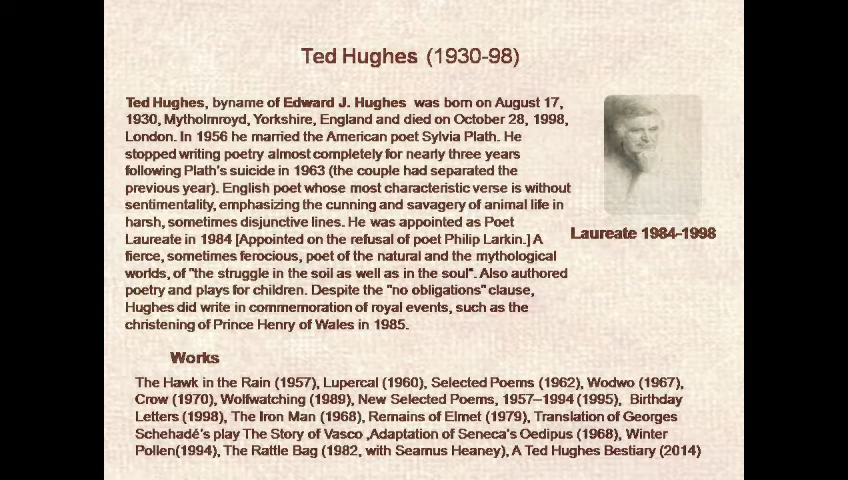 Ted Hughes (1930-98)
Ted Hughes, byname of Edward J. Hughes was born on August 17,
1930, Mytholmroyd, Yorkshire, England and died on October 28, 1998,
London. In 1956 he married the American poet Sylvia Plath. He
stopped writing poetry almost completely for nearly three years
following Plath's suicide in 1963 (the couple had separated the
previous year). English poet whose most characteristic verse is without
sentimentality, emphasizing the cunning and savagery of animal life in
harsh, sometimes disjunctive lines. He was appointed as Poet
Laureate in 1984 [Appointed on the refusal of poet Philip Larkin.] A
fierce, sometimes ferocious, poet of the natural and the mythological
worlds, of "the struggle in the soil as well as in the soul". Also authored
poetry and plays for children. Despite the "no obligations" clause,
Hughes did write in commemoration of royal events, such as the
christening of Prince Henry of Wales in 1985.
Laureate 1984-1998
Works
The Hawk in the Rain (1957), Lupercal (1960), Selected Poems (1962), Wodwo (1967),
Crow (1970), Wolfwatching (1989), New Selected Poems, 1957–1994 (1995), Birthday
Letters (1998), The Iron Man (1968), Remains of Elmet (1979), Translation of Georges
Schehadé's play The Story of Vasco ,Adaptation of Seneca's Oedipus (1968), Winter
Pollen(1994), The Rattle Bag (1982, with Seamus Heaney), A Ted Hughes Bestiary (2014)